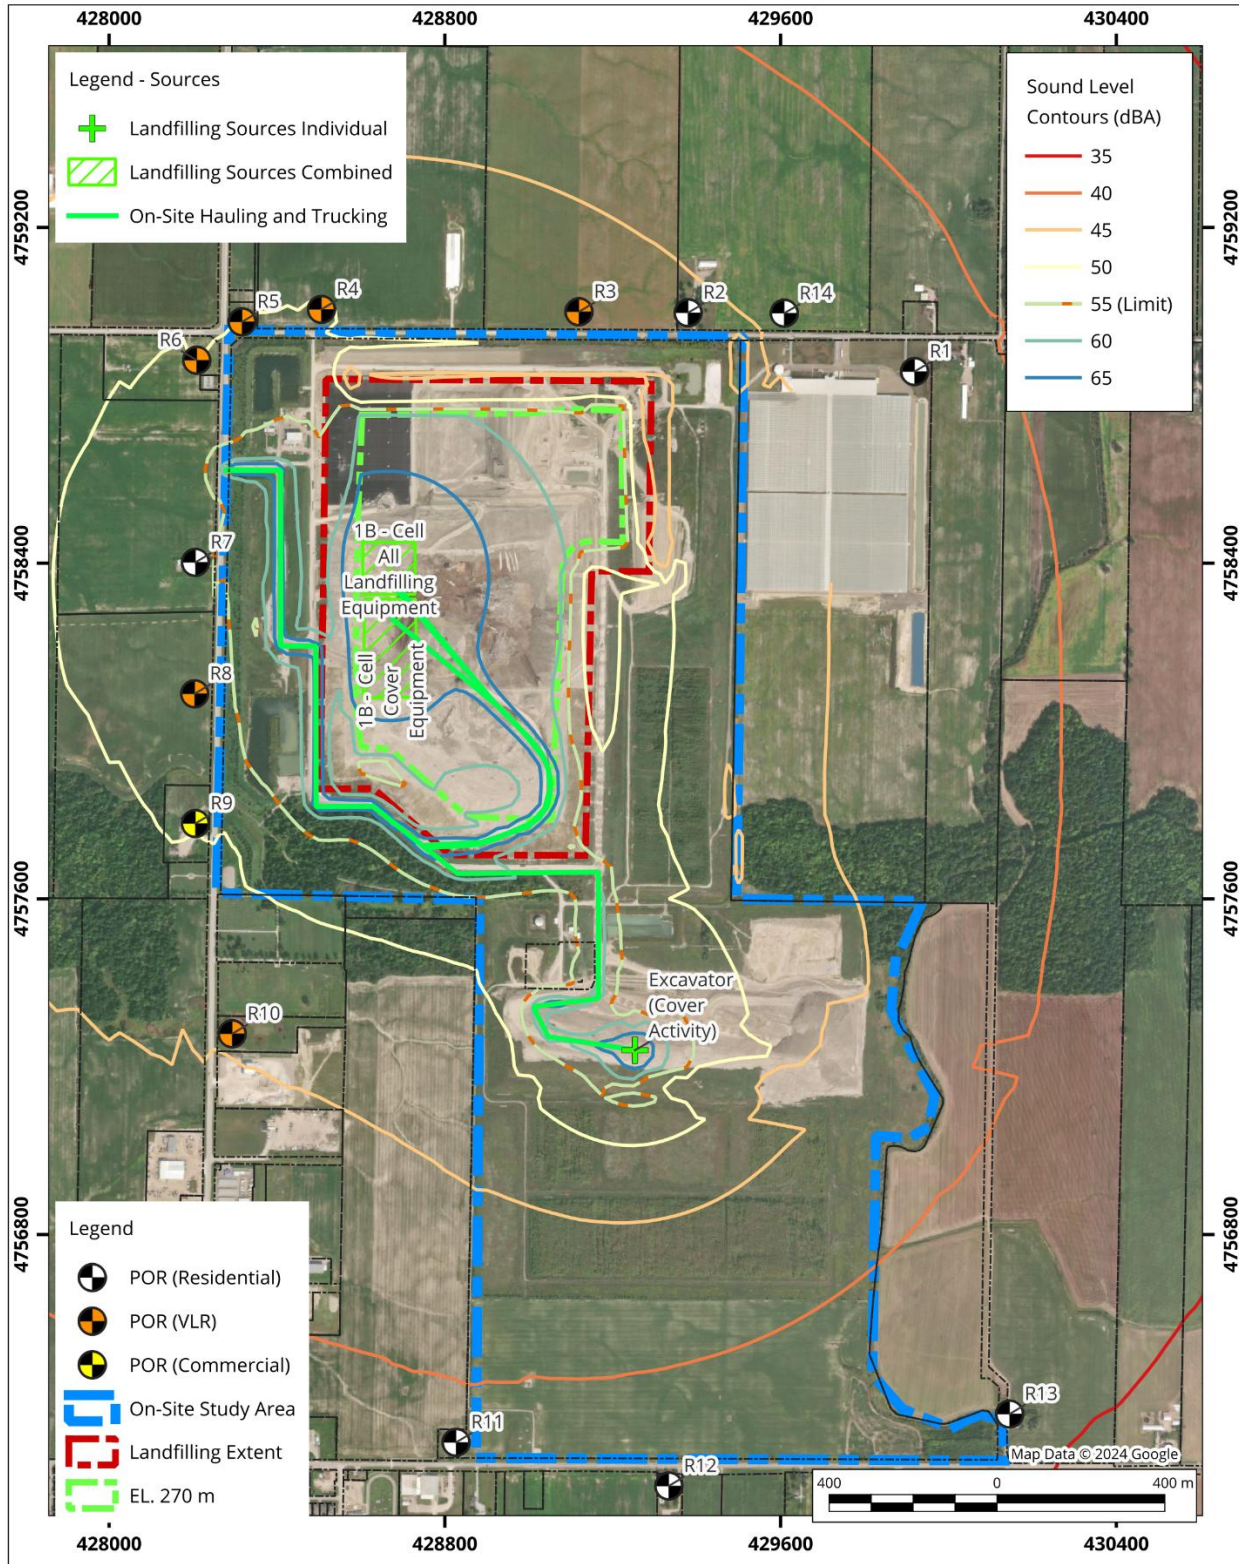 428000
428800
429600
430400
Legend - Sources
Landfilling Sources Individual
Landfilling Sources Combined
On-Site Hauling and Trucking
Sound Level
Contours (dBA)
35
40
45
50
55 (Limit)
60
65
4759200
4759200
R5
R4
R3
R2
R14
R6
R1
4758400
4758400
1B - Cell
All
Landfilling
Equipment
R7
1B - Cell
Cover
Equipment
R8
R9
4757600
4757600
Excavator
(Cover
Activity)
R10
4756800
4756800
Legend
POR (Residential)
POR (VLR)
POR (Commercial)
On-Site Study Area
Landfilling Extent
EL. 270 m
R11
R12
R13
Map Data © 2024 Google
400
0
400 m
428000
428800
429600
430400